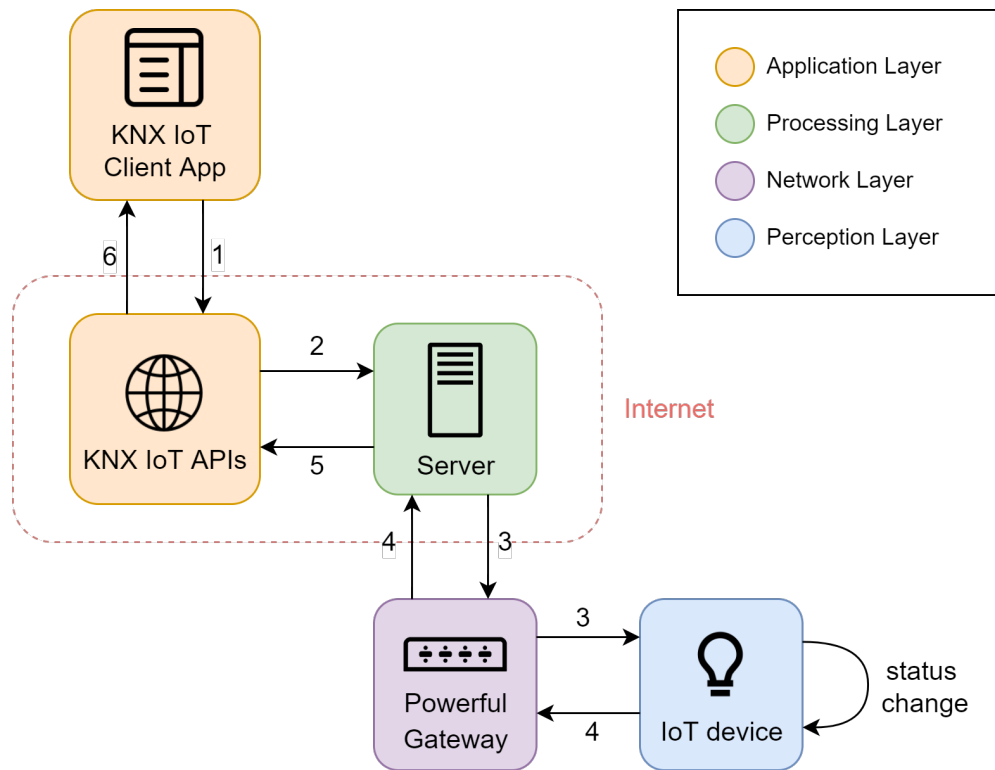 KNX IoT
Client App
Application Layer
Processing Layer
Network Layer
Perception Layer
6
1
2
Internet
KNX IoT APIs
Server
5
4
3
3
Powerful
Gateway
4
IoT device
status
change